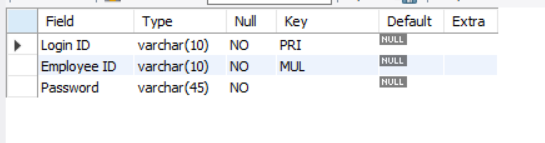 Field Type Null Key Default Extra
Login ID varchar(10) NO PRI NULL
Employee ID varchar(10) NO MUL NULL
Password varchar(45) NO NULL